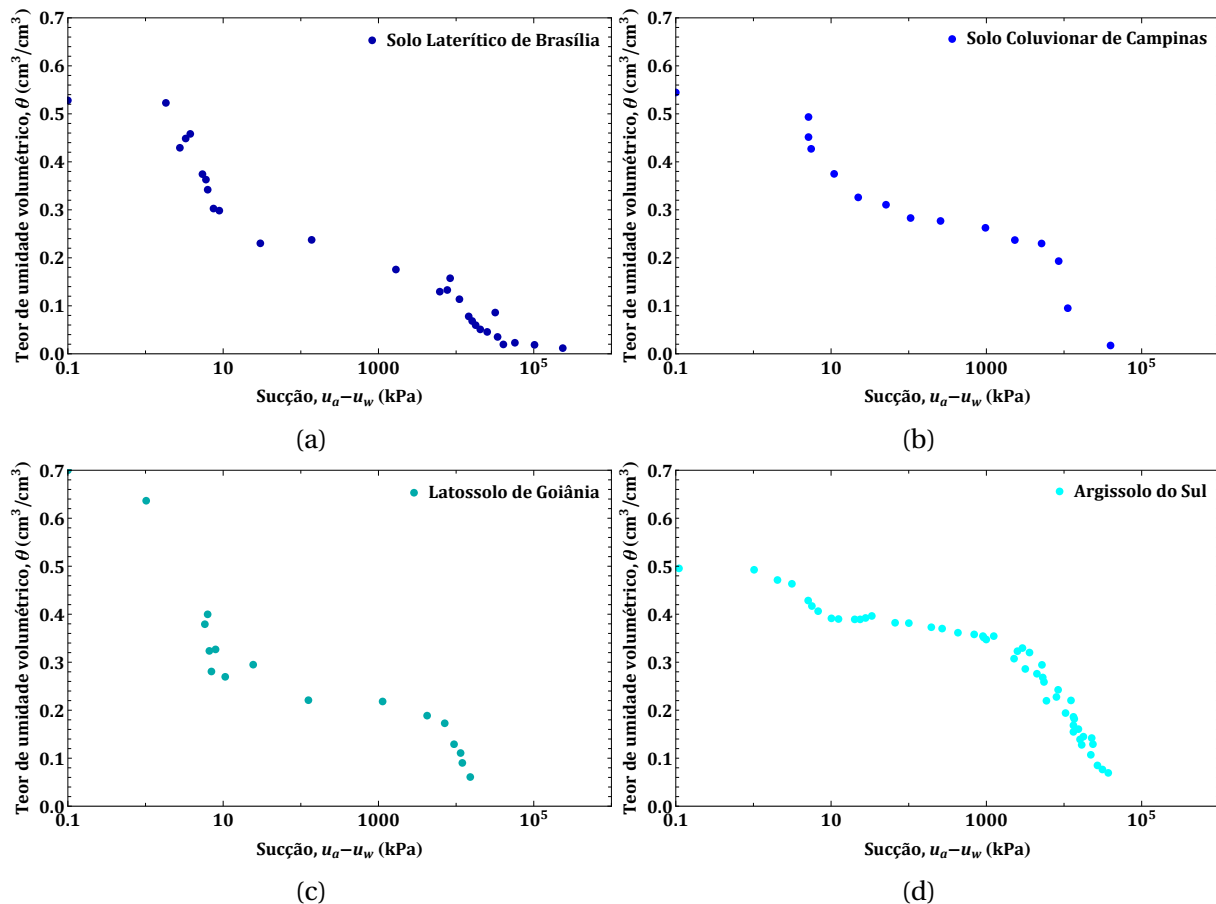 Solo Laterítico de Brasília
Teor de umidade volumétrico, θ (cm³/cm³)
0.7
0.6
0.5
0.4
0.3
0.2
0.1
0.0
0.1 10 1000 10⁵
Sucção, uₐ−u_w (kPa)
(a)
Solo Coluvionar de Campinas
Teor de umidade volumétrico, θ (cm³/cm³)
0.7
0.6
0.5
0.4
0.3
0.2
0.1
0.0
0.1 10 1000 10⁵
Sucção, uₐ−u_w (kPa)
(b)
Latossolo de Goiânia
Teor de umidade volumétrico, θ (cm³/cm³)
0.7
0.6
0.5
0.4
0.3
0.2
0.1
0.0
0.1 10 1000 10⁵
Sucção, uₐ−u_w (kPa)
(c)
Argissolo do Sul
Teor de umidade volumétrico, θ (cm³/cm³)
0.7
0.6
0.5
0.4
0.3
0.2
0.1
0.0
0.1 10 1000 10⁵
Sucção, uₐ−u_w (kPa)
(d)